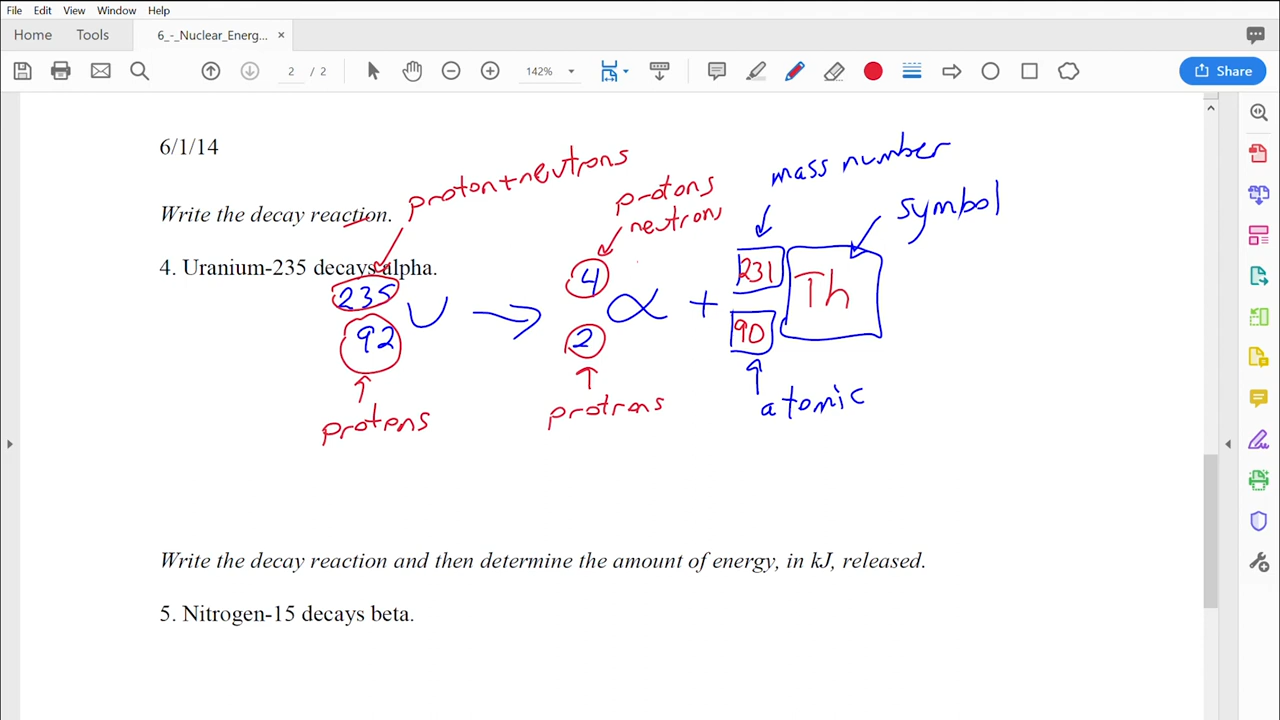 File Edit View Window Help
Home Tools 6_-_Nuclear_Energ... ×
2 / 2 142% Share
6/1/14
proton+neutrons
mass number
protons
neutrons
symbol
Write the decay reaction.
4. Uranium-235 decays alpha.
235 4 231
U → α + Th
92 2 90
protons protrons atomic
Write the decay reaction and then determine the amount of energy, in kJ, released.
5. Nitrogen-15 decays beta.